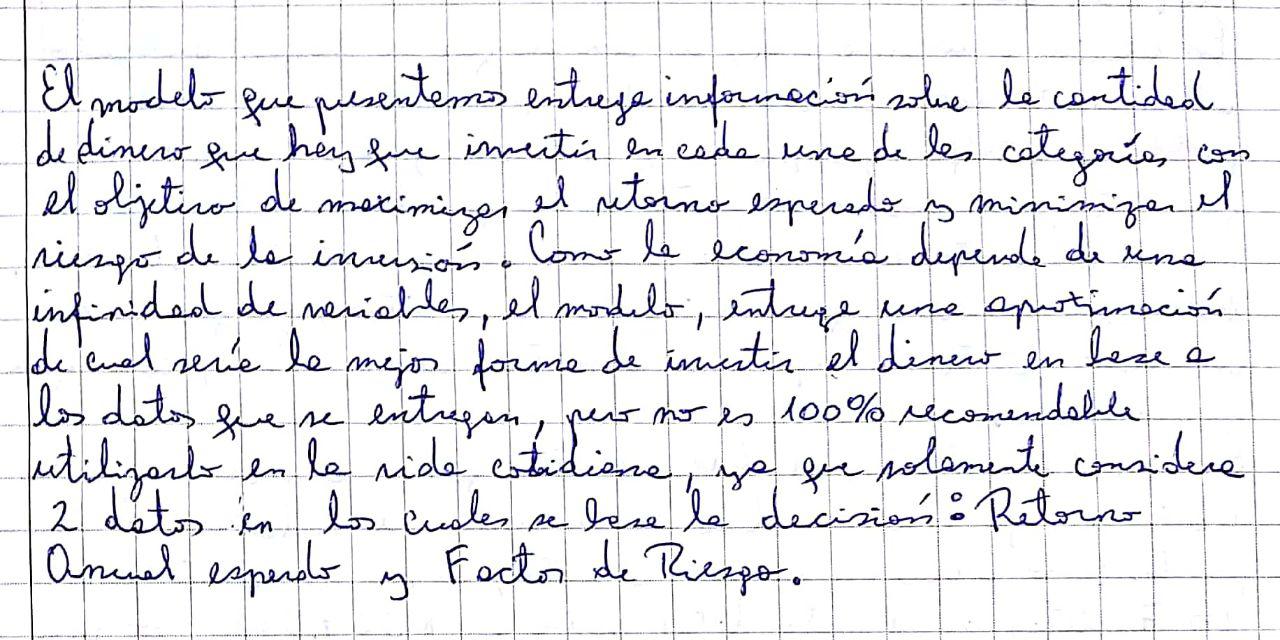 El modelo que presentamos entrega información sobre la cantidad
de dinero que hay que invertir en cada una de las categorías con
el objetivo de maximizar el retorno esperado y minimizar el
riesgo de la inversión. Como la economía depende de una
infinidad de variables, el modelo, entrega una aproximación
de cual sería la mejor forma de invertir el dinero en base a
los datos que se entregan, pero no es 100% recomendable
utilizarlo en la vida cotidiana, ya que solamente considera
2 datos en los cuales se basa la decisión: Retorno
Anual esperado y Factor de Riesgo.